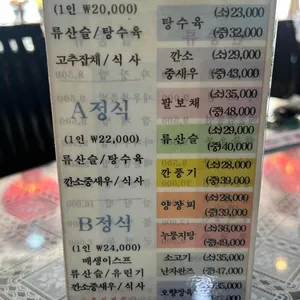 (1인 ₩20,000)
류산슬/탕수육
고추잡채/식사
A정식
(1인 ₩22,000)
류산슬/탕수육
깐소중새우/식사
B정식
(1인 ₩24,000)
매생이스프
류산슬/유린기
깐소중새우/식사
탕수육 (소)23,000
(중)32,000
깐소 (소)29,000
중새우 (중)43,000
팔보채 (소)35,000
(중)48,000
류산슬 (소)29,000
(중)40,000
깐풍기 (소)28,000
(중)39,000
양장피 (소)28,000
(중)39,000
누룽지탕 (소)36,000
(중)49,000
소고기 (소)35,000
난자완즈 (중)47,000
오향장육